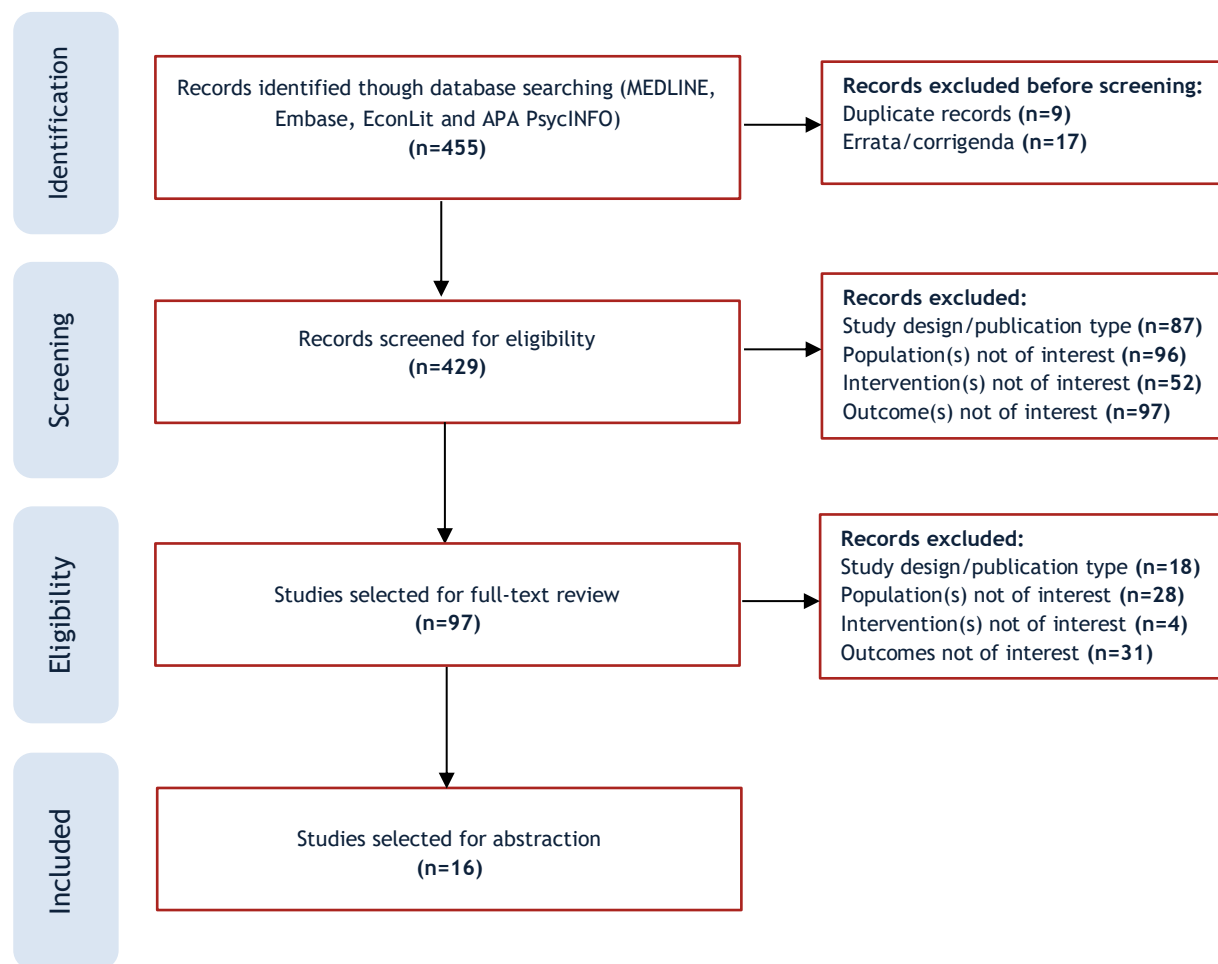 Identification
Records identified though database searching (MEDLINE,
Embase, EconLit and APA PsycINFO)
(n=455)
Records excluded before screening:
Duplicate records (n=9)
Errata/corrigenda (n=17)
Screening
Records screened for eligibility
(n=429)
Records excluded:
Study design/publication type (n=87)
Population(s) not of interest (n=96)
Intervention(s) not of interest (n=52)
Outcome(s) not of interest (n=97)
Eligibility
Studies selected for full-text review
(n=97)
Records excluded:
Study design/publication type (n=18)
Population(s) not of interest (n=28)
Intervention(s) not of interest (n=4)
Outcomes not of interest (n=31)
Included
Studies selected for abstraction
(n=16)